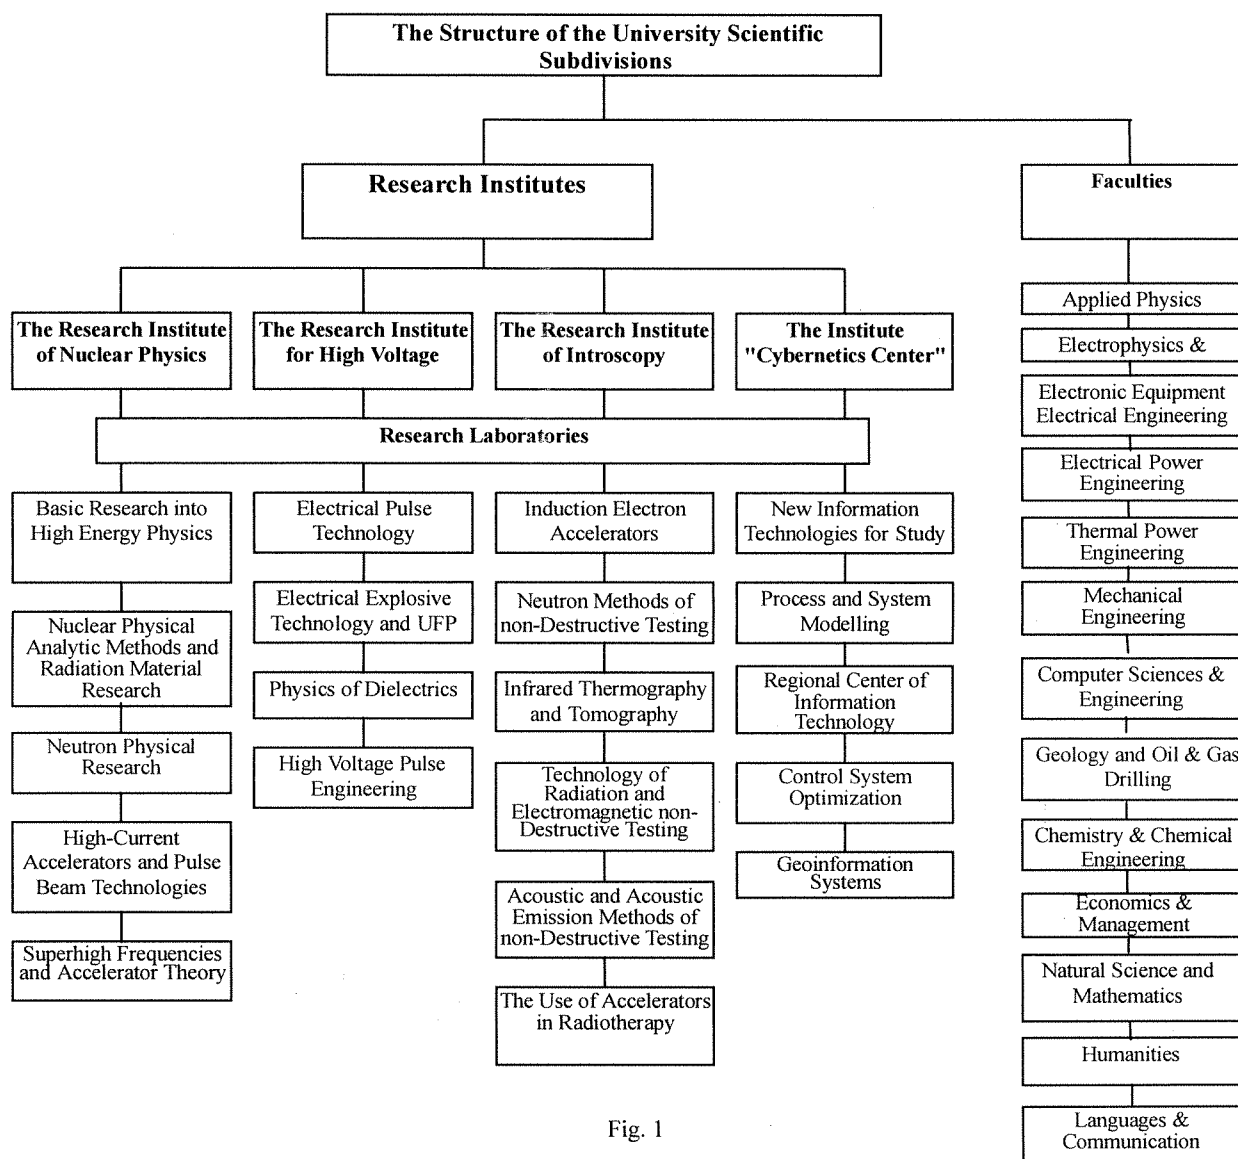 The Structure of the University Scientific
Subdivisions
Research Institutes
Faculties
The Research Institute
of Nuclear Physics
The Research Institute
for High Voltage
The Research Institute
of Introscopy
The Institute
"Cybernetics Center"
Research Laboratories
Basic Research into
High Energy Physics
Nuclear Physical
Analytic Methods and
Radiation Material
Research
Neutron Physical
Research
High-Current
Accelerators and Pulse
Beam Technologies
Superhigh Frequencies
and Accelerator Theory
Electrical Pulse
Technology
Electrical Explosive
Technology and UFP
Physics of Dielectrics
High Voltage Pulse
Engineering
Induction Electron
Accelerators
Neutron Methods of
non-Destructive Testing
Infrared Thermography
and Tomography
Technology of
Radiation and
Electromagnetic non-
Destructive Testing
Acoustic and Acoustic
Emission Methods of
non-Destructive Testing
The Use of Accelerators
in Radiotherapy
New Information
Technologies for Study
Process and System
Modelling
Regional Center of
Information
Technology
Control System
Optimization
Geoinformation
Systems
Applied Physics
Electrophysics &
Electronic Equipment
Electrical Engineering
Electrical Power
Engineering
Thermal Power
Engineering
Mechanical
Engineering
Computer Sciences &
Engineering
Geology and Oil & Gas
Drilling
Chemistry & Chemical
Engineering
Economics &
Management
Natural Science and
Mathematics
Humanities
Languages &
Communication
Fig. 1